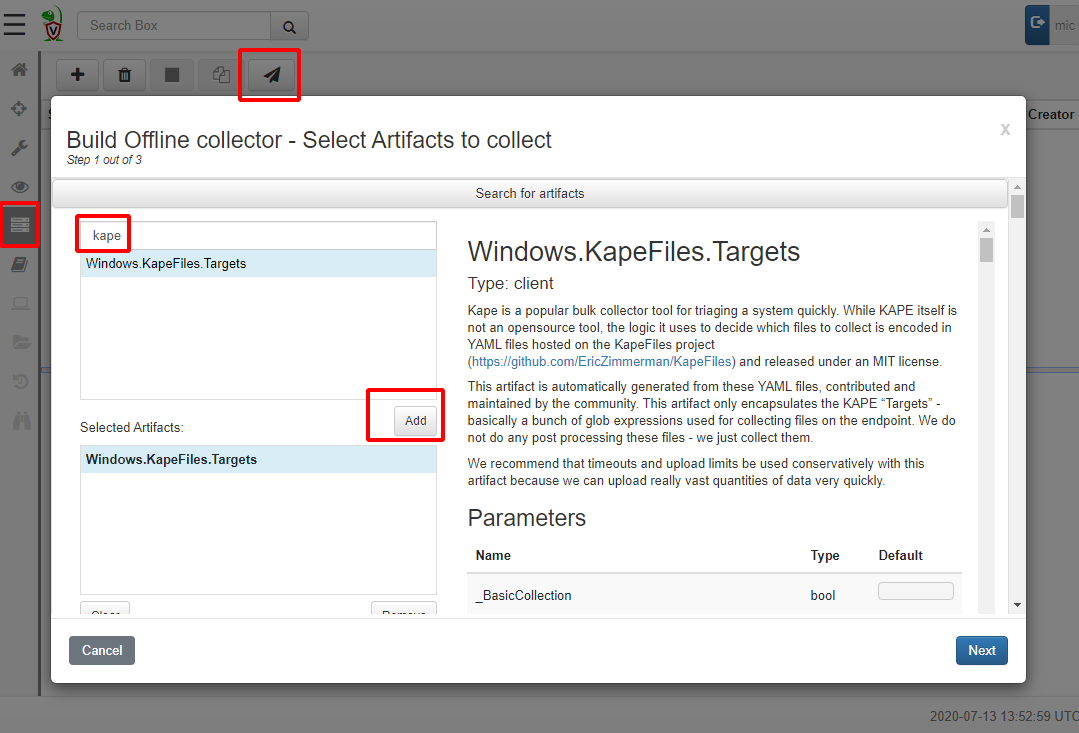 Search Box
mic
Creator
Build Offline collector - Select Artifacts to collect
x
Step 1 out of 3
Search for artifacts
kape
Windows.KapeFiles.Targets
Add
Selected Artifacts:
Windows.KapeFiles.Targets
Clear
Remove
Windows.KapeFiles.Targets
Type: client
Kape is a popular bulk collector tool for triaging a system quickly. While KAPE itself is
not an opensource tool, the logic it uses to decide which files to collect is encoded in
YAML files hosted on the KapeFiles project
(https://github.com/EricZimmerman/KapeFiles) and released under an MIT license.
This artifact is automatically generated from these YAML files, contributed and
maintained by the community. This artifact only encapsulates the KAPE “Targets” -
basically a bunch of glob expressions used for collecting files on the endpoint. We do
not do any post processing these files - we just collect them.
We recommend that timeouts and upload limits be used conservatively with this
artifact because we can upload really vast quantities of data very quickly.
Parameters
Name Type Default
_BasicCollection bool
Cancel
Next
2020-07-13 13:52:59 UTC